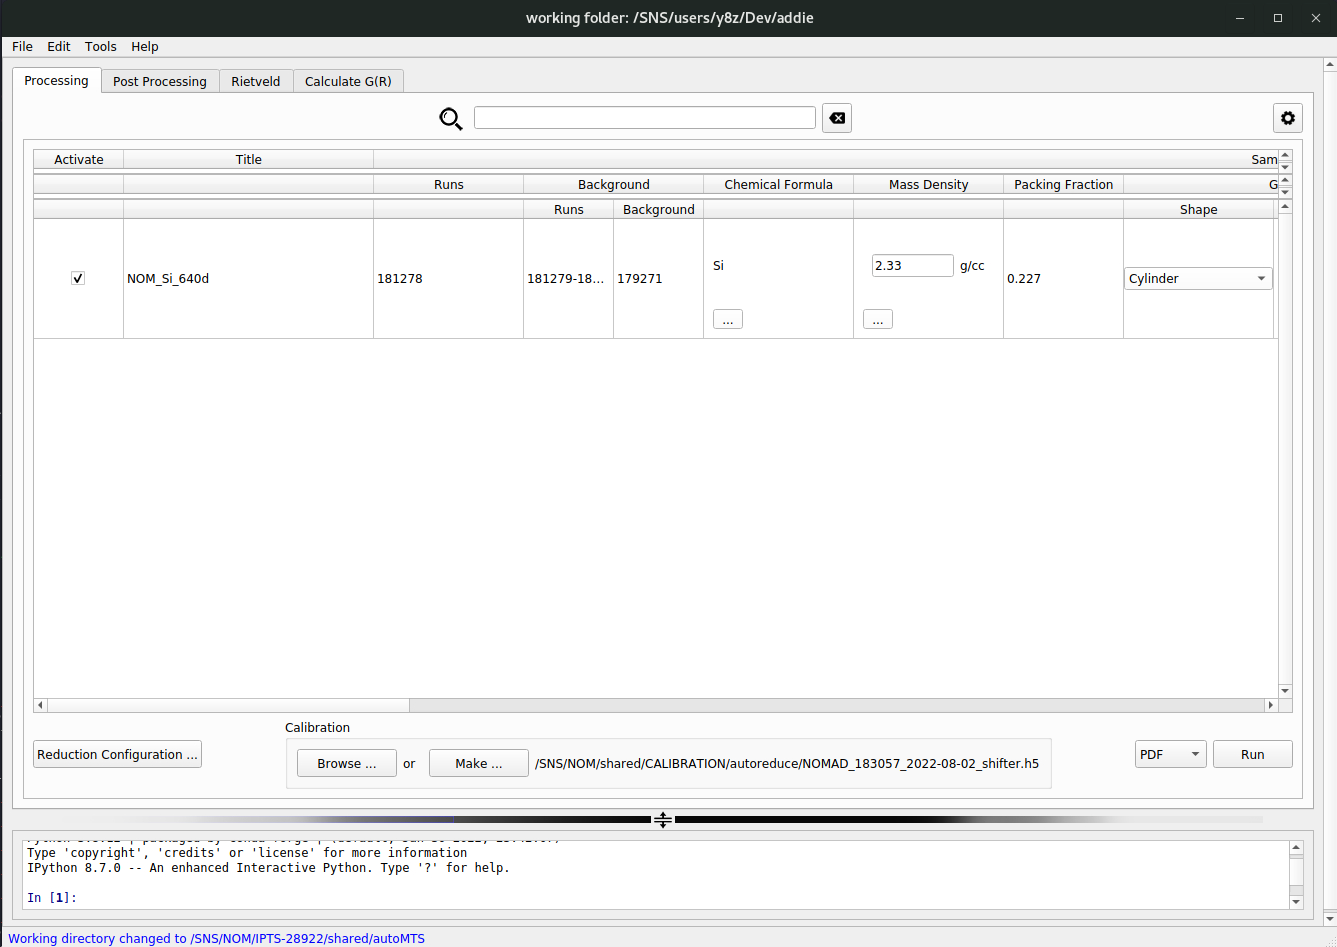 working folder: /SNS/users/y8z/Dev/addie
File Edit Tools Help
Processing Post Processing Rietveld Calculate G(R)
Activate Title Sam
Runs Background Chemical Formula Mass Density Packing Fraction G
Runs Background Shape
Si 2.33 g/cc
NOM_Si_640d 181278 181279-18... 179271 0.227 Cylinder
... ...
Calibration
Reduction Configuration ... Browse ... or Make ... /SNS/NOM/shared/CALIBRATION/autoreduce/NOMAD_183057_2022-08-02_shifter.h5 PDF Run
Type 'copyright', 'credits' or 'license' for more information
IPython 8.7.0 -- An enhanced Interactive Python. Type '?' for help.
In [1]:
Working directory changed to /SNS/NOM/IPTS-28922/shared/autoMTS